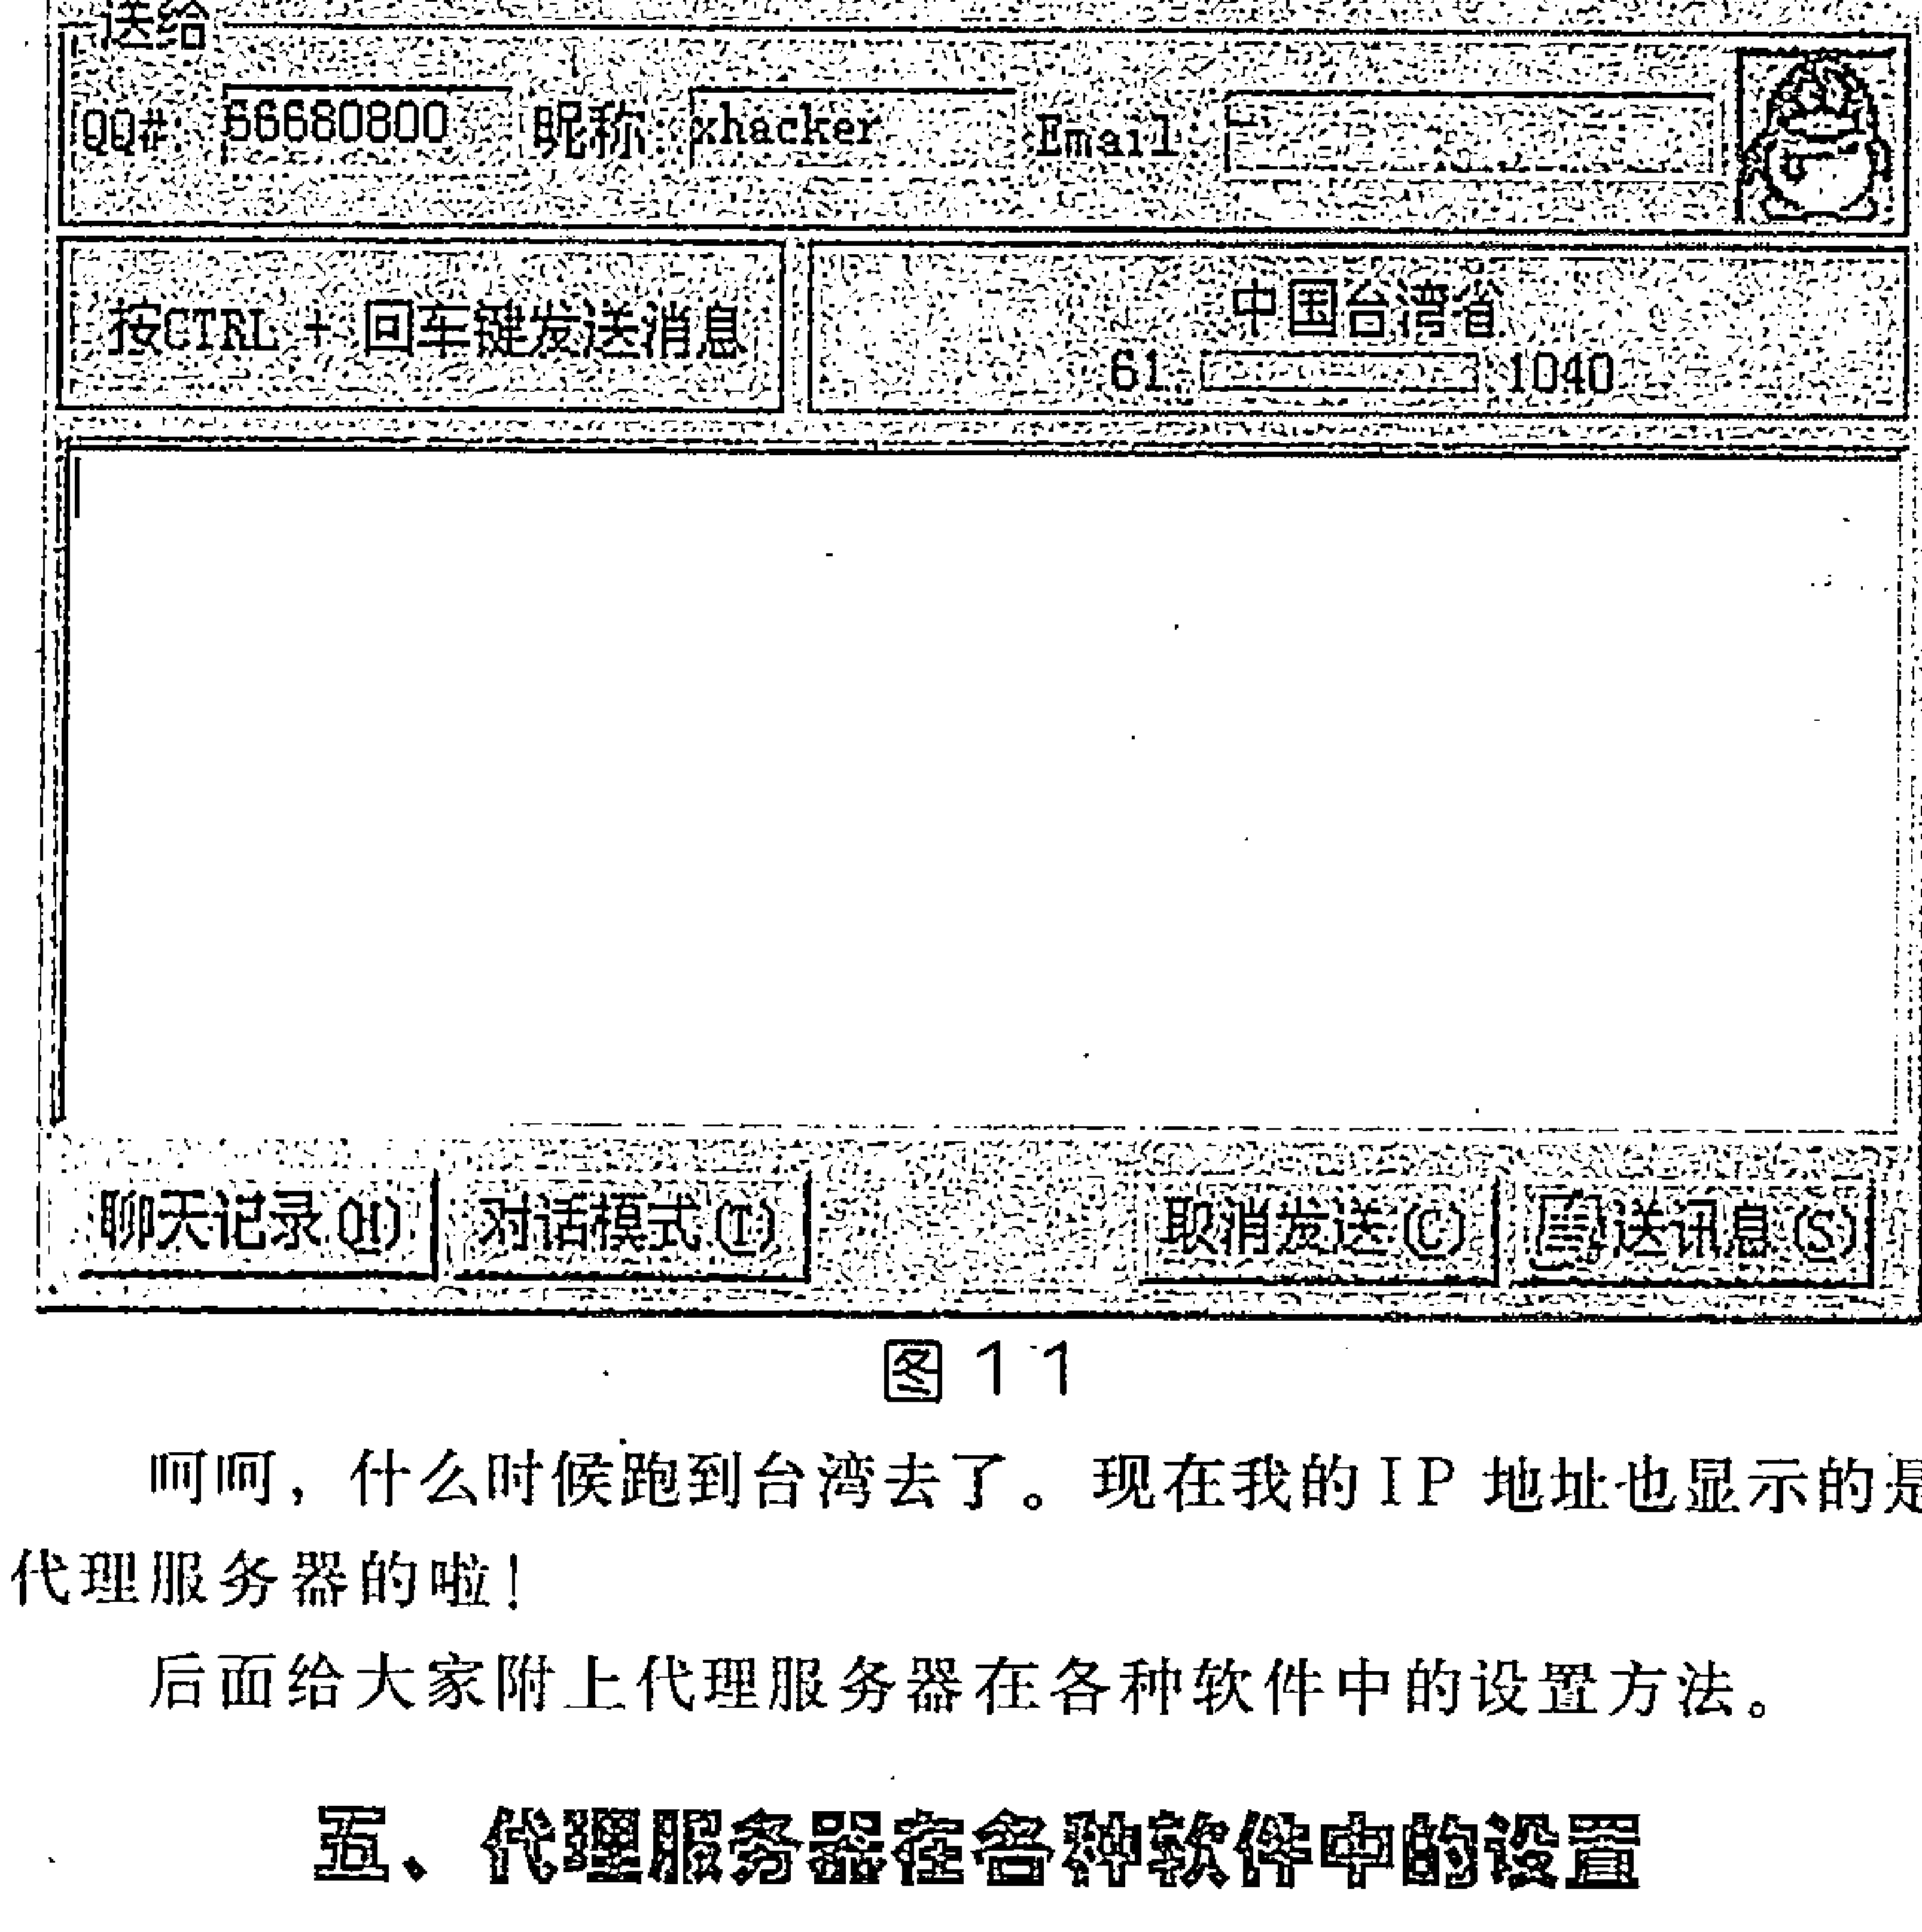 送给
QQ#: 66680800 昵称 xhacker Email:
按CTRL + 回车键发送消息
中国台湾省
61. :1040
聊天记录(H) 对话模式(T) 取消发送(C) 送讯息(S)
图11
呵呵，什么时候跑到台湾去了。现在我的IP 地址也显示的是
代理服务器的啦！
后面给大家附上代理服务器在各种软件中的设置方法。
五、代理服务器在各种软件中的设置